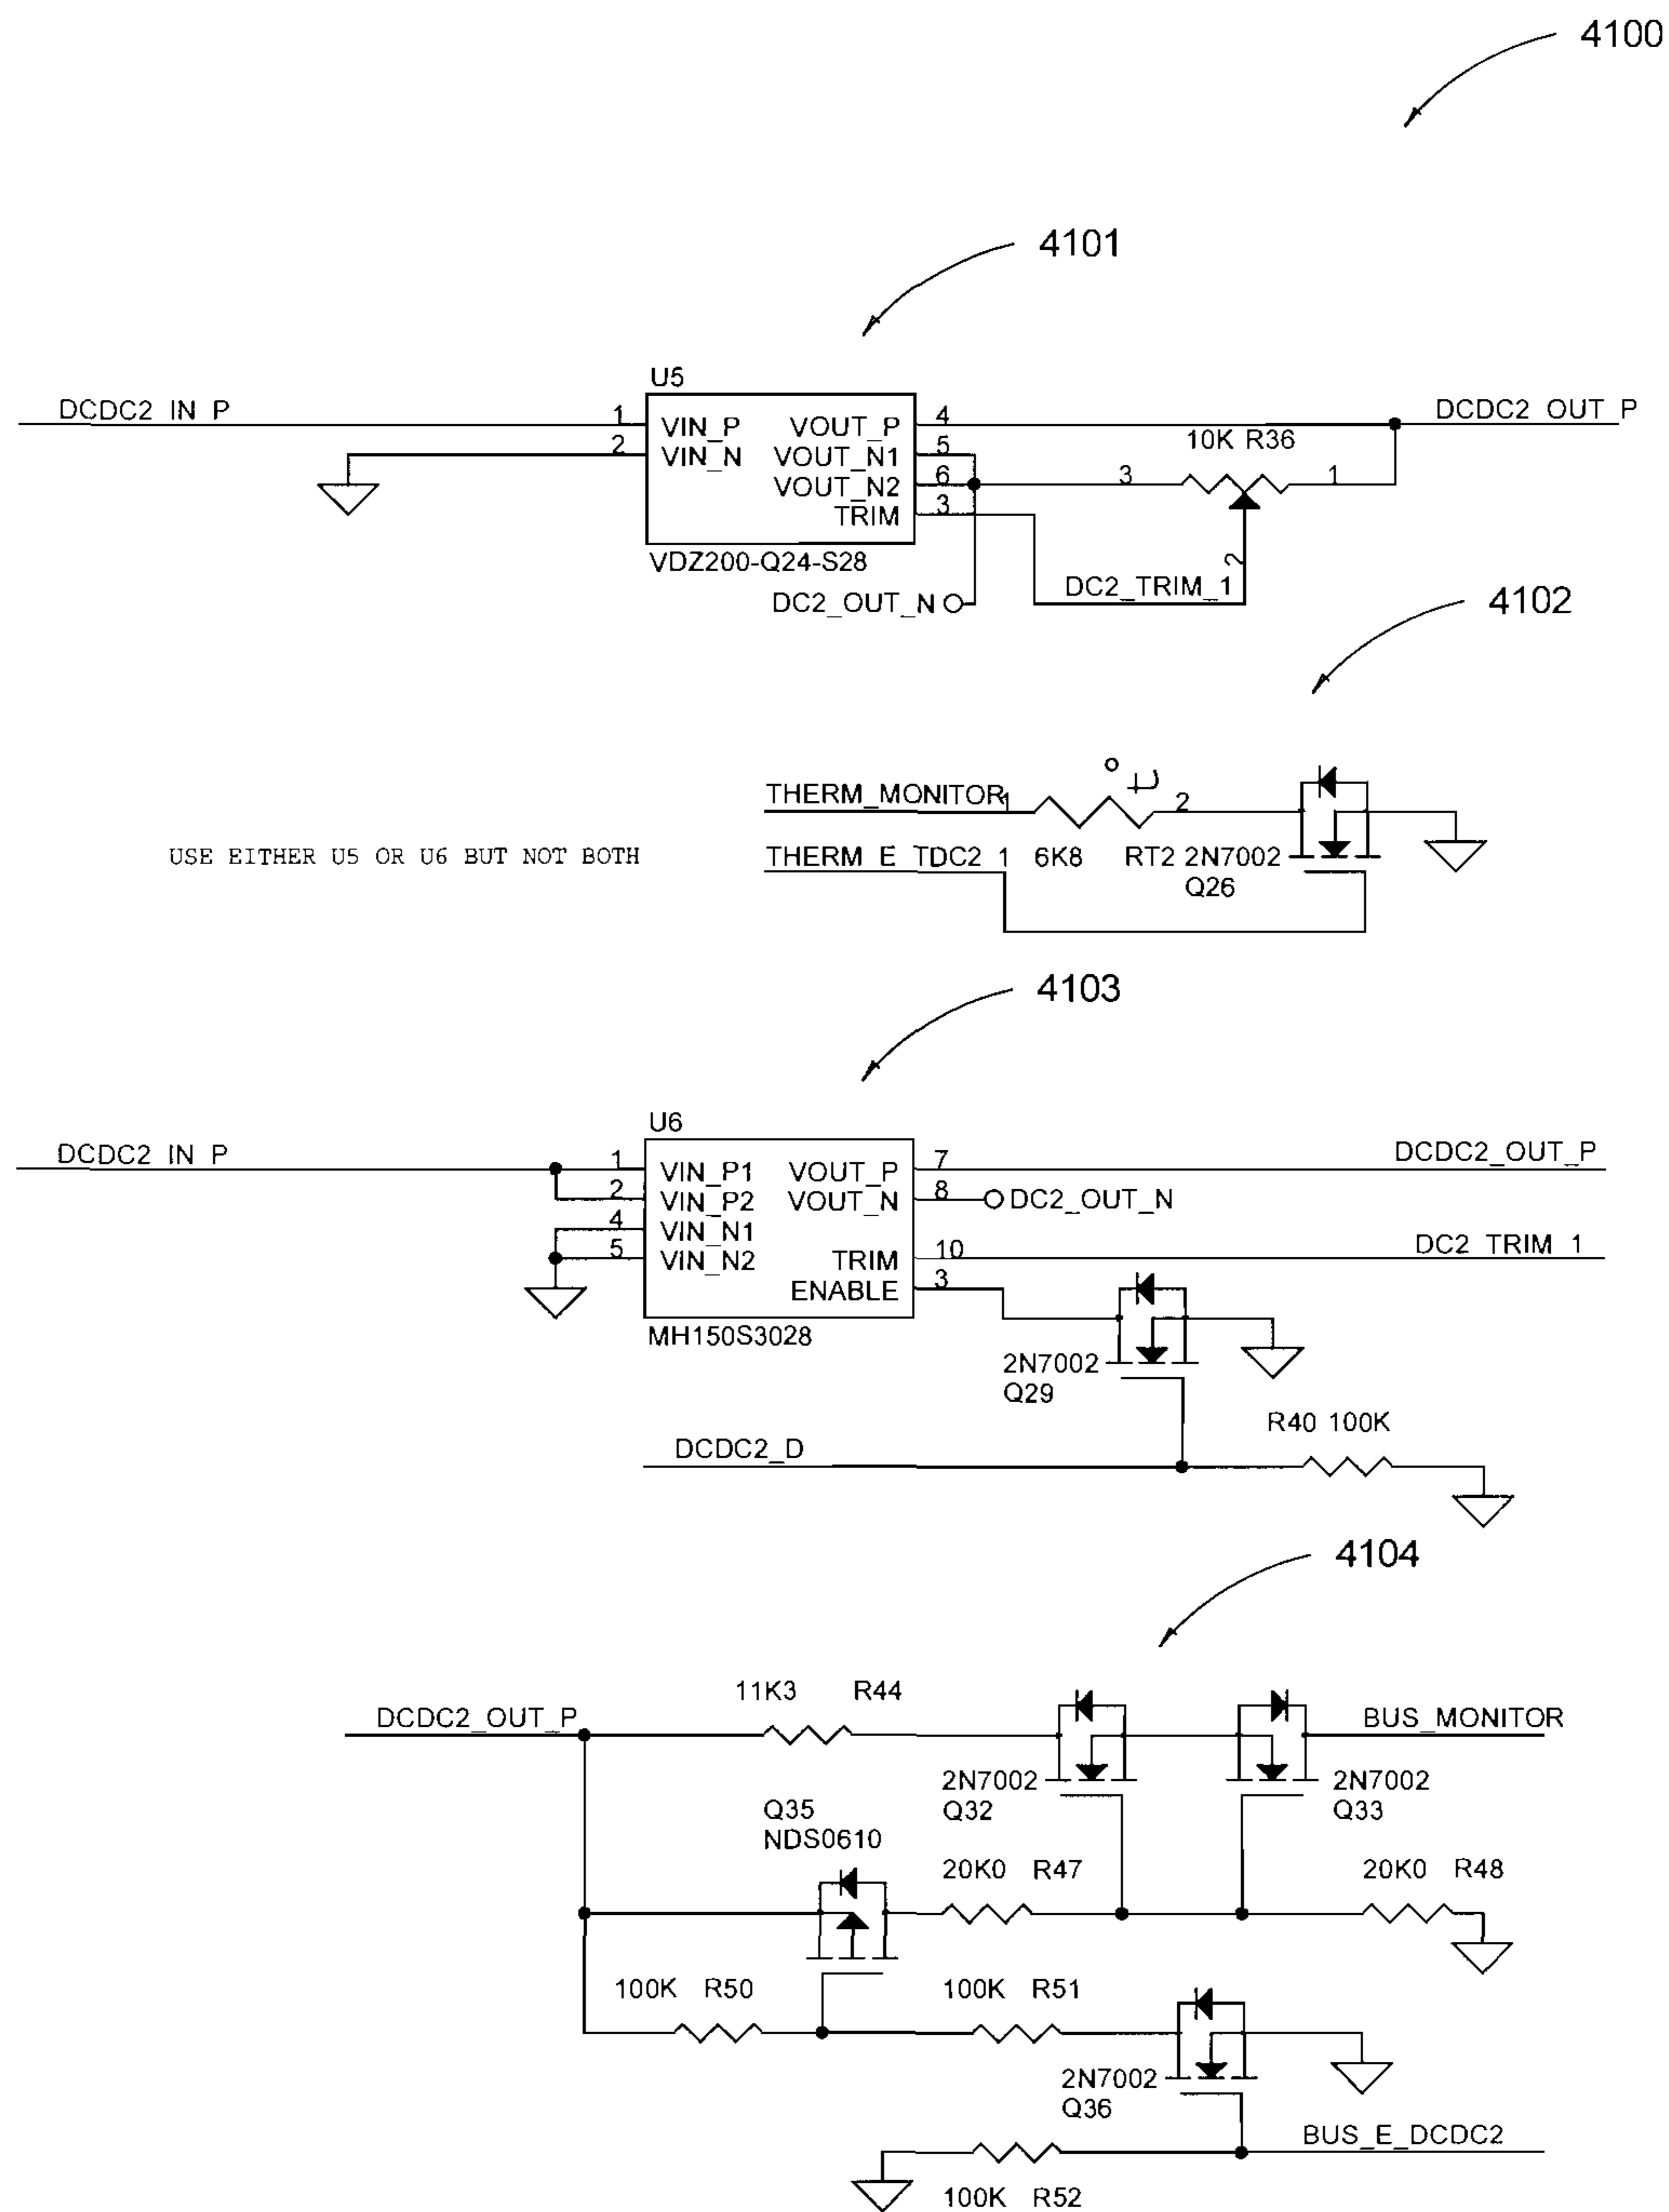 4100
4101
U5
DCDC2_IN_P
1 VIN_P VOUT_P 4
DCDC2_OUT_P
2 VIN_N VOUT_N1 5
10K R36
VOUT_N2 6
3 1
TRIM 3
2
VDZ200-Q24-S28
DC2_TRIM_1
DC2_OUT_N
4102
THERM_MONITOR 1 t° 2
USE EITHER U5 OR U6 BUT NOT BOTH
THERM_E_TDC2_1 6K8 RT2 2N7002
Q26
4103
U6
DCDC2_IN_P
1 VIN_P1 VOUT_P 7
DCDC2_OUT_P
2 VIN_P2 VOUT_N 8 DC2_OUT_N
4 VIN_N1
5 VIN_N2 TRIM 10
DC2_TRIM_1
ENABLE 3
MH150S3028
2N7002
Q29
R40 100K
DCDC2_D
4104
11K3 R44
DCDC2_OUT_P
BUS_MONITOR
2N7002
Q32
2N7002
Q33
Q35
NDS0610
20K0 R47
20K0 R48
100K R50
100K R51
2N7002
Q36
BUS_E_DCDC2
100K R52